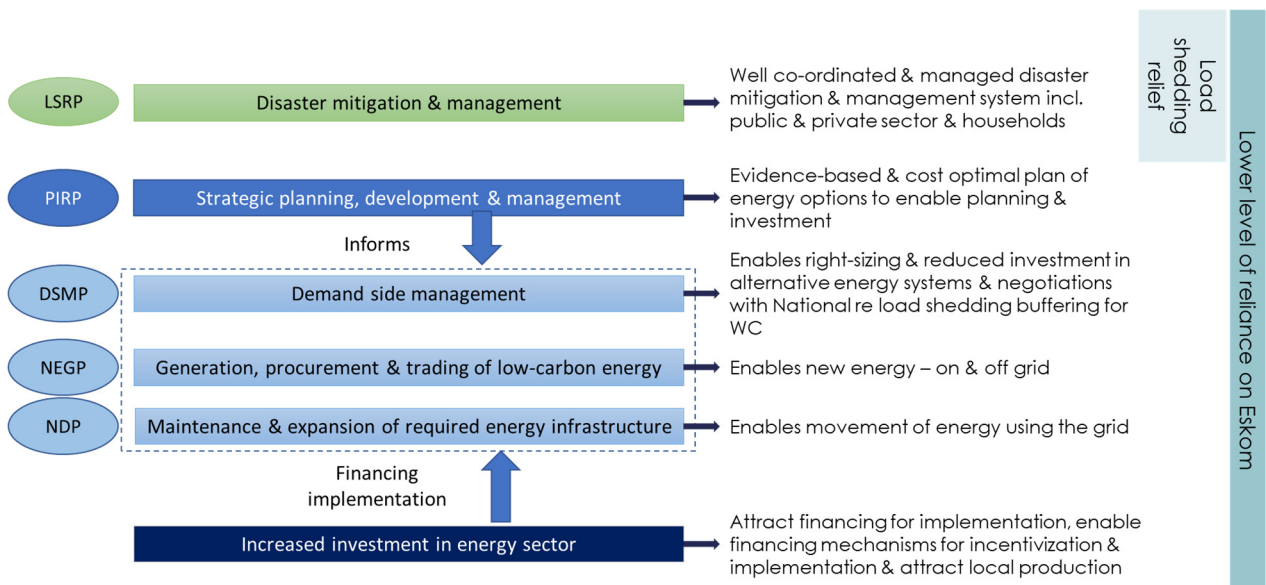 LSRP
Disaster mitigation & management
Well co-ordinated & managed disaster
mitigation & management system incl.
public & private sector & households
PIRP
Strategic planning, development & management
Evidence-based & cost optimal plan of
energy options to enable planning &
investment
Informs
DSMP
Demand side management
Enables right-sizing & reduced investment in
alternative energy systems & negotiations
with National re load shedding buffering for
WC
NEGP
Generation, procurement & trading of low-carbon energy
Enables new energy – on & off grid
NDP
Maintenance & expansion of required energy infrastructure
Enables movement of energy using the grid
Financing
implementation
Increased investment in energy sector
Attract financing for implementation, enable
financing mechanisms for incentivization &
implementation & attract local production
Load
shedding
relief
Lower level of reliance on Eskom